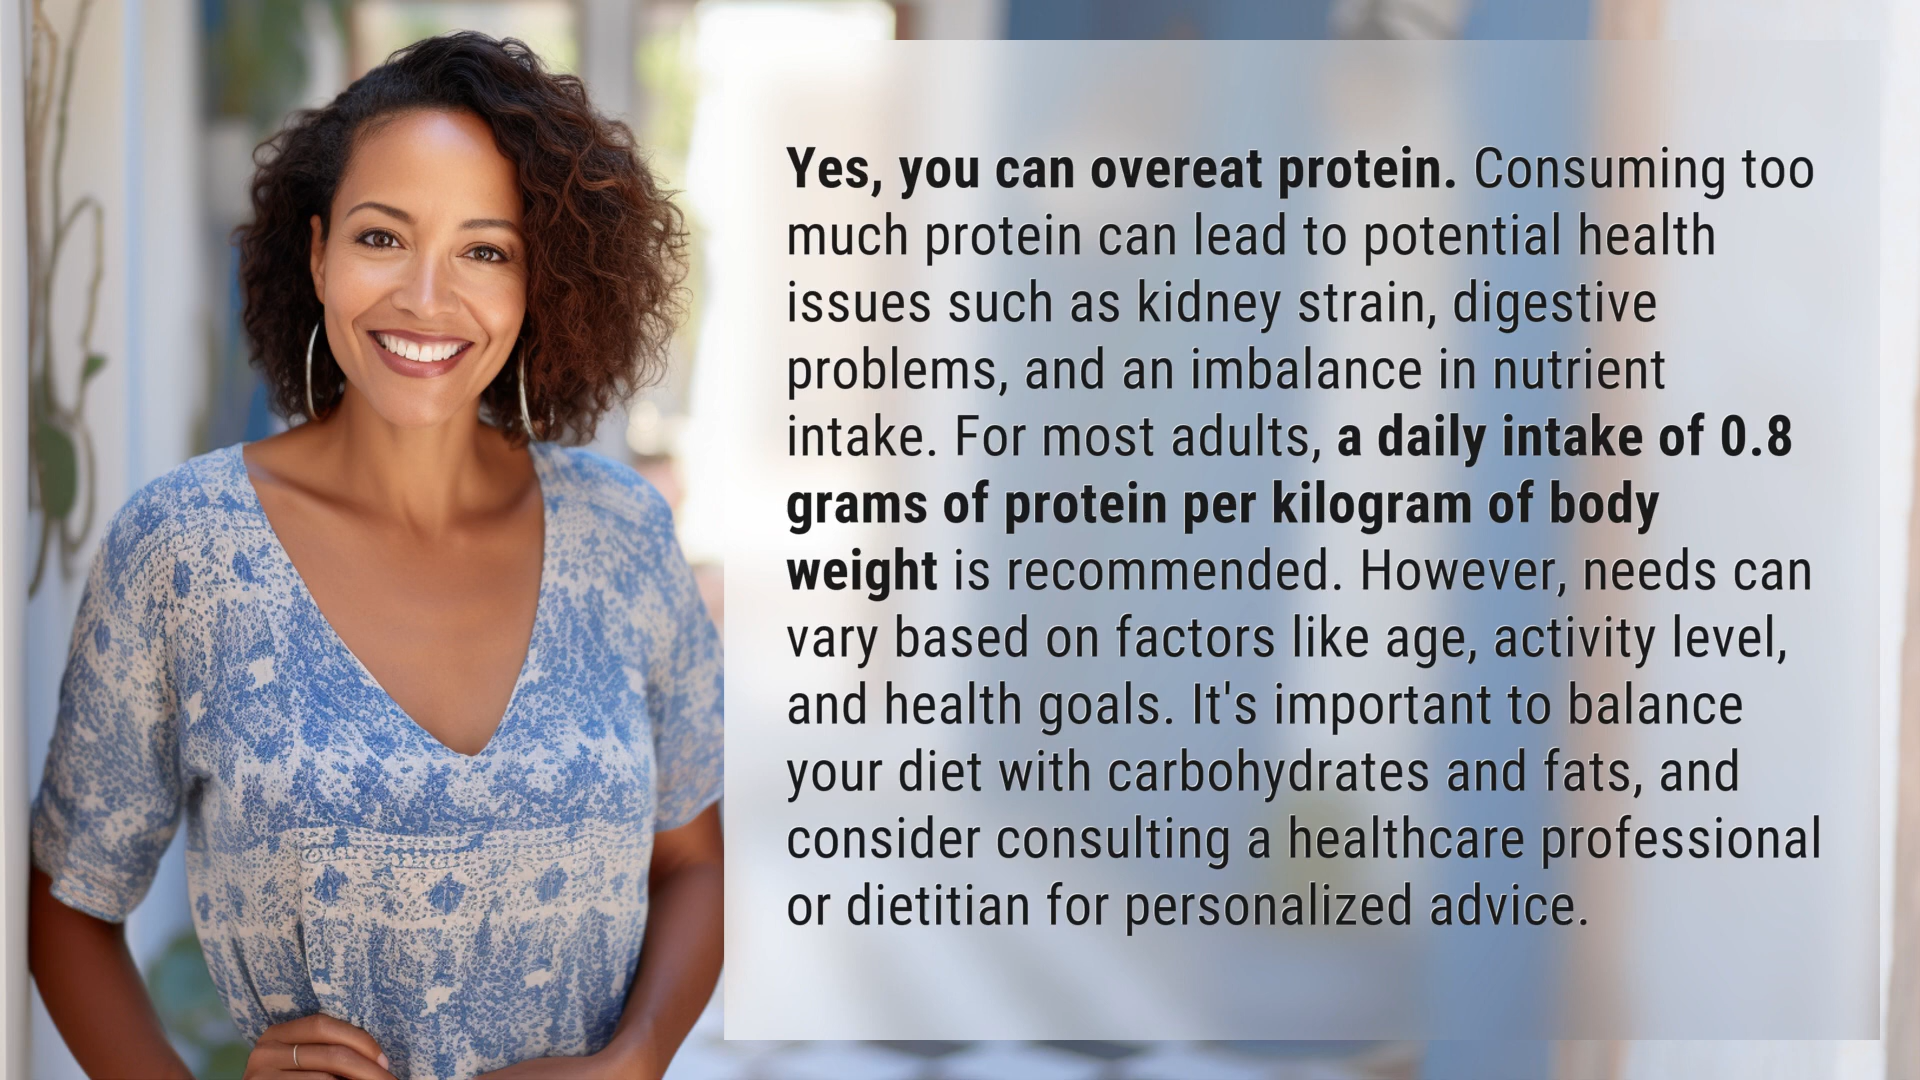 Yes, you can overeat protein. Consuming too
much protein can lead to potential health
issues such as kidney strain, digestive
problems, and an imbalance in nutrient
intake. For most adults, a daily intake of 0.8
grams of protein per kilogram of body
weight is recommended. However, needs can
vary based on factors like age, activity level,
and health goals. It's important to balance
your diet with carbohydrates and fats, and
consider consulting a healthcare professional
or dietitian for personalized advice.